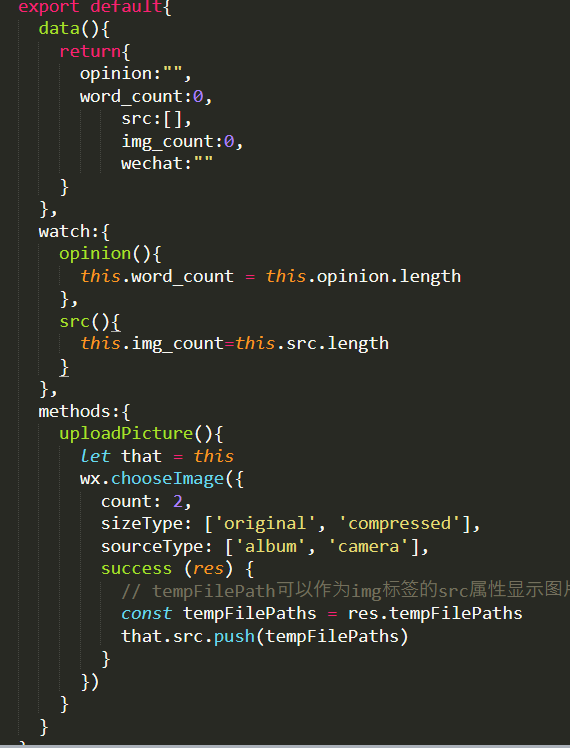 export default{
data(){
return{
opinion:"",
word_count:0,
src:[],
img_count:0,
wechat:""
}
},
watch:{
opinion(){
this.word_count = this.opinion.length
},
src(){
this.img_count=this.src.length
}
},
methods:{
uploadPicture(){
let that = this
wx.chooseImage({
count: 2,
sizeType: ['original', 'compressed'],
sourceType: ['album', 'camera'],
success (res) {
// tempFilePath可以作为img标签的src属性显示图片
const tempFilePaths = res.tempFilePaths
that.src.push(tempFilePaths)
}
})
}
}